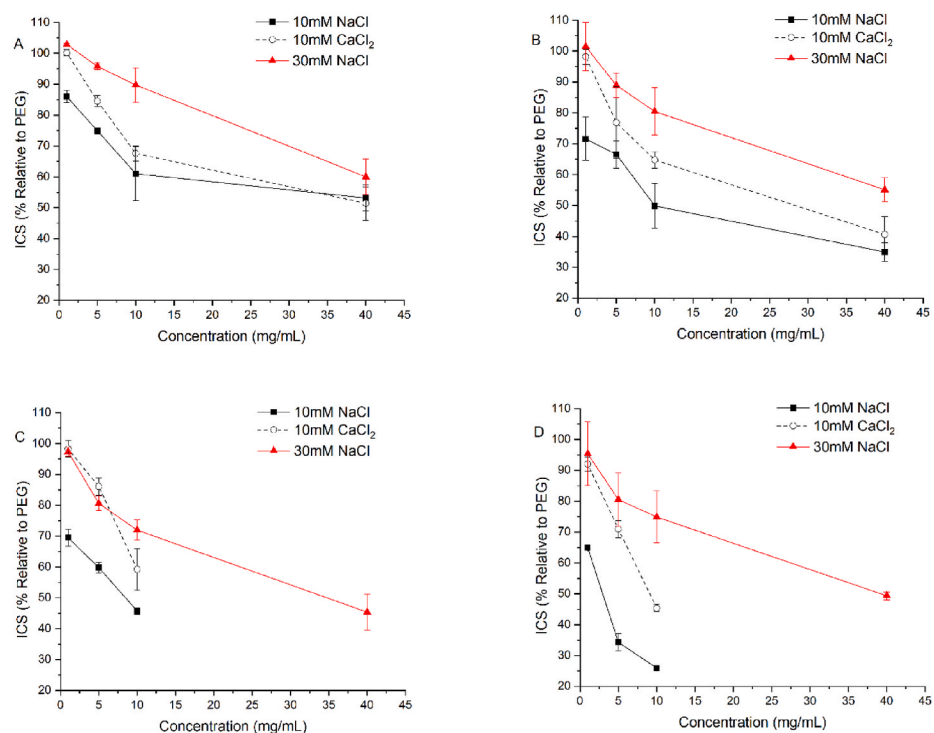 A
10mM NaCl
10mM CaCl₂
30mM NaCl
110
100
90
80
70
60
50
40
30
20
ICS (% Relative to PEG)
0 5 10 15 20 25 30 35 40 45
Concentration (mg/mL)
B
10mM NaCl
10mM CaCl₂
30mM NaCl
110
100
90
80
70
60
50
40
30
20
ICS (% Relative to PEG)
0 5 10 15 20 25 30 35 40 45
Concentration (mg/mL)
C
10mM NaCl
10mM CaCl₂
30mM NaCl
110
100
90
80
70
60
50
40
30
20
ICS (% Relative to PEG)
0 5 10 15 20 25 30 35 40 45
Concentration (mg/mL)
D
10mM NaCl
10mM CaCl₂
30mM NaCl
110
100
90
80
70
60
50
40
30
20
ICS (% Relative to PEG)
0 5 10 15 20 25 30 35 40 45
Concentration (mg/mL)